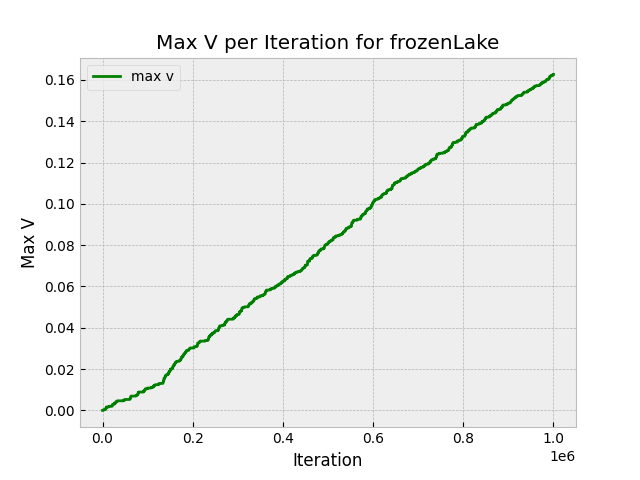 Max V per Iteration for frozenLake
max v
0.16
0.14
0.12
0.10
0.08
0.06
0.04
0.02
0.00
Max V
0.0 0.2 0.4 0.6 0.8 1.0
1e6
Iteration